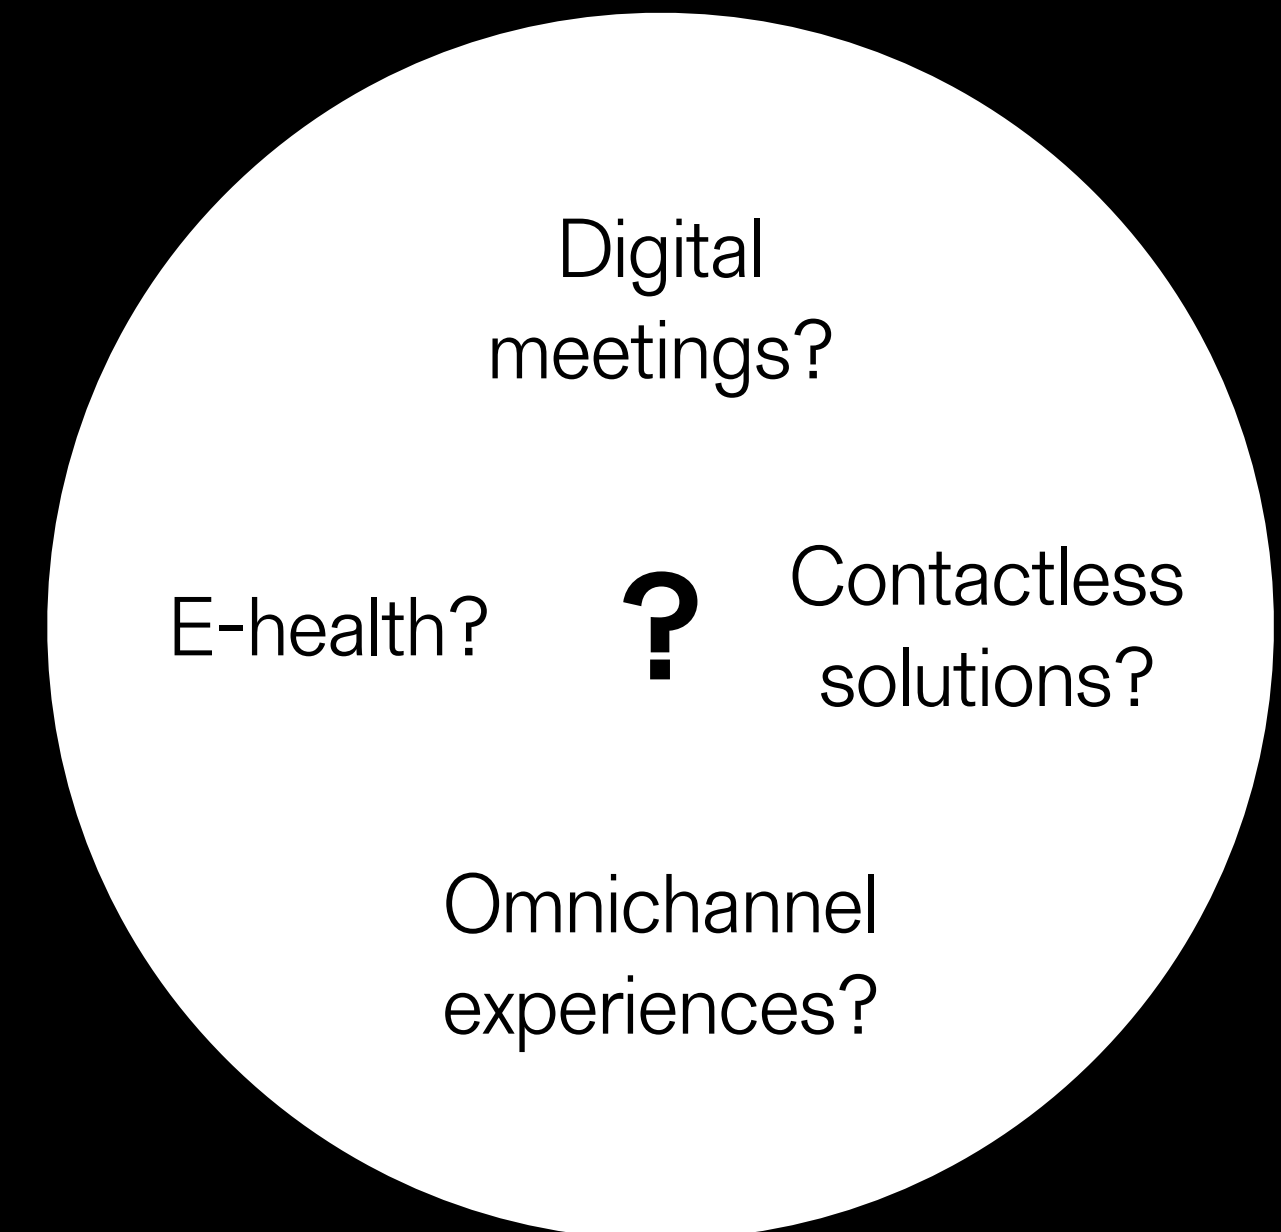 Digital
meetings?
E-health?
?
Contactless
solutions?
Omnichannel
experiences?